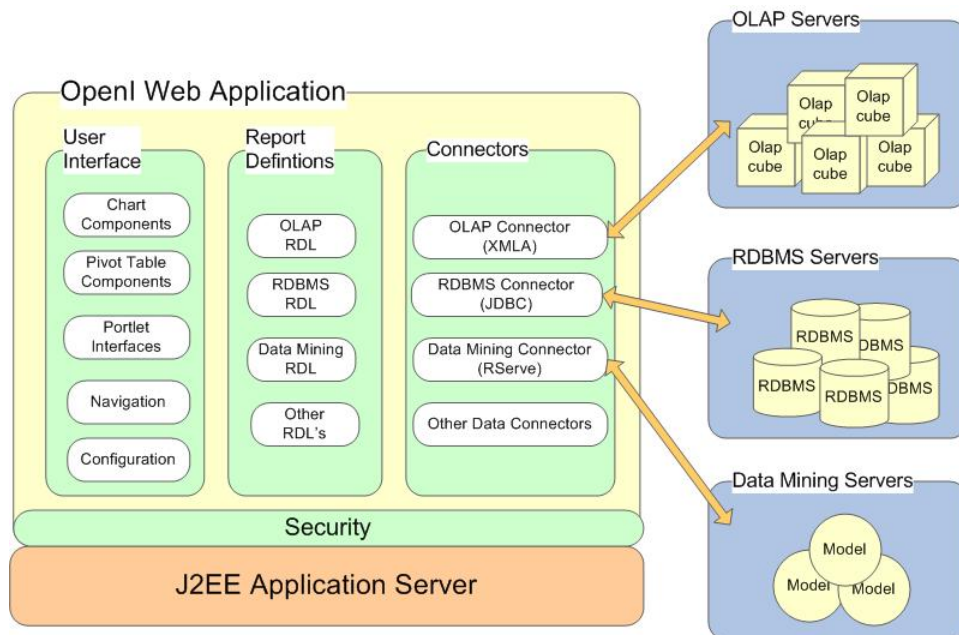 OpenI Web Application
User
Interface
Chart
Components
Pivot Table
Components
Portlet
Interfaces
Navigation
Configuration
Report
Defintions
OLAP
RDL
RDBMS
RDL
Data Mining
RDL
Other
RDL's
Connectors
OLAP Connector
(XMLA)
RDBMS Connector
(JDBC)
Data Mining Connector
(RServe)
Other Data Connectors
Security
J2EE Application Server
OLAP Servers
Olap
cube
Olap
cube
Olap
cube
Olap
cube
Olap
cube
RDBMS Servers
RDBMS
RDBMS
RDBMS
RDBMS
RDBMS
Data Mining Servers
Model
Model
Model